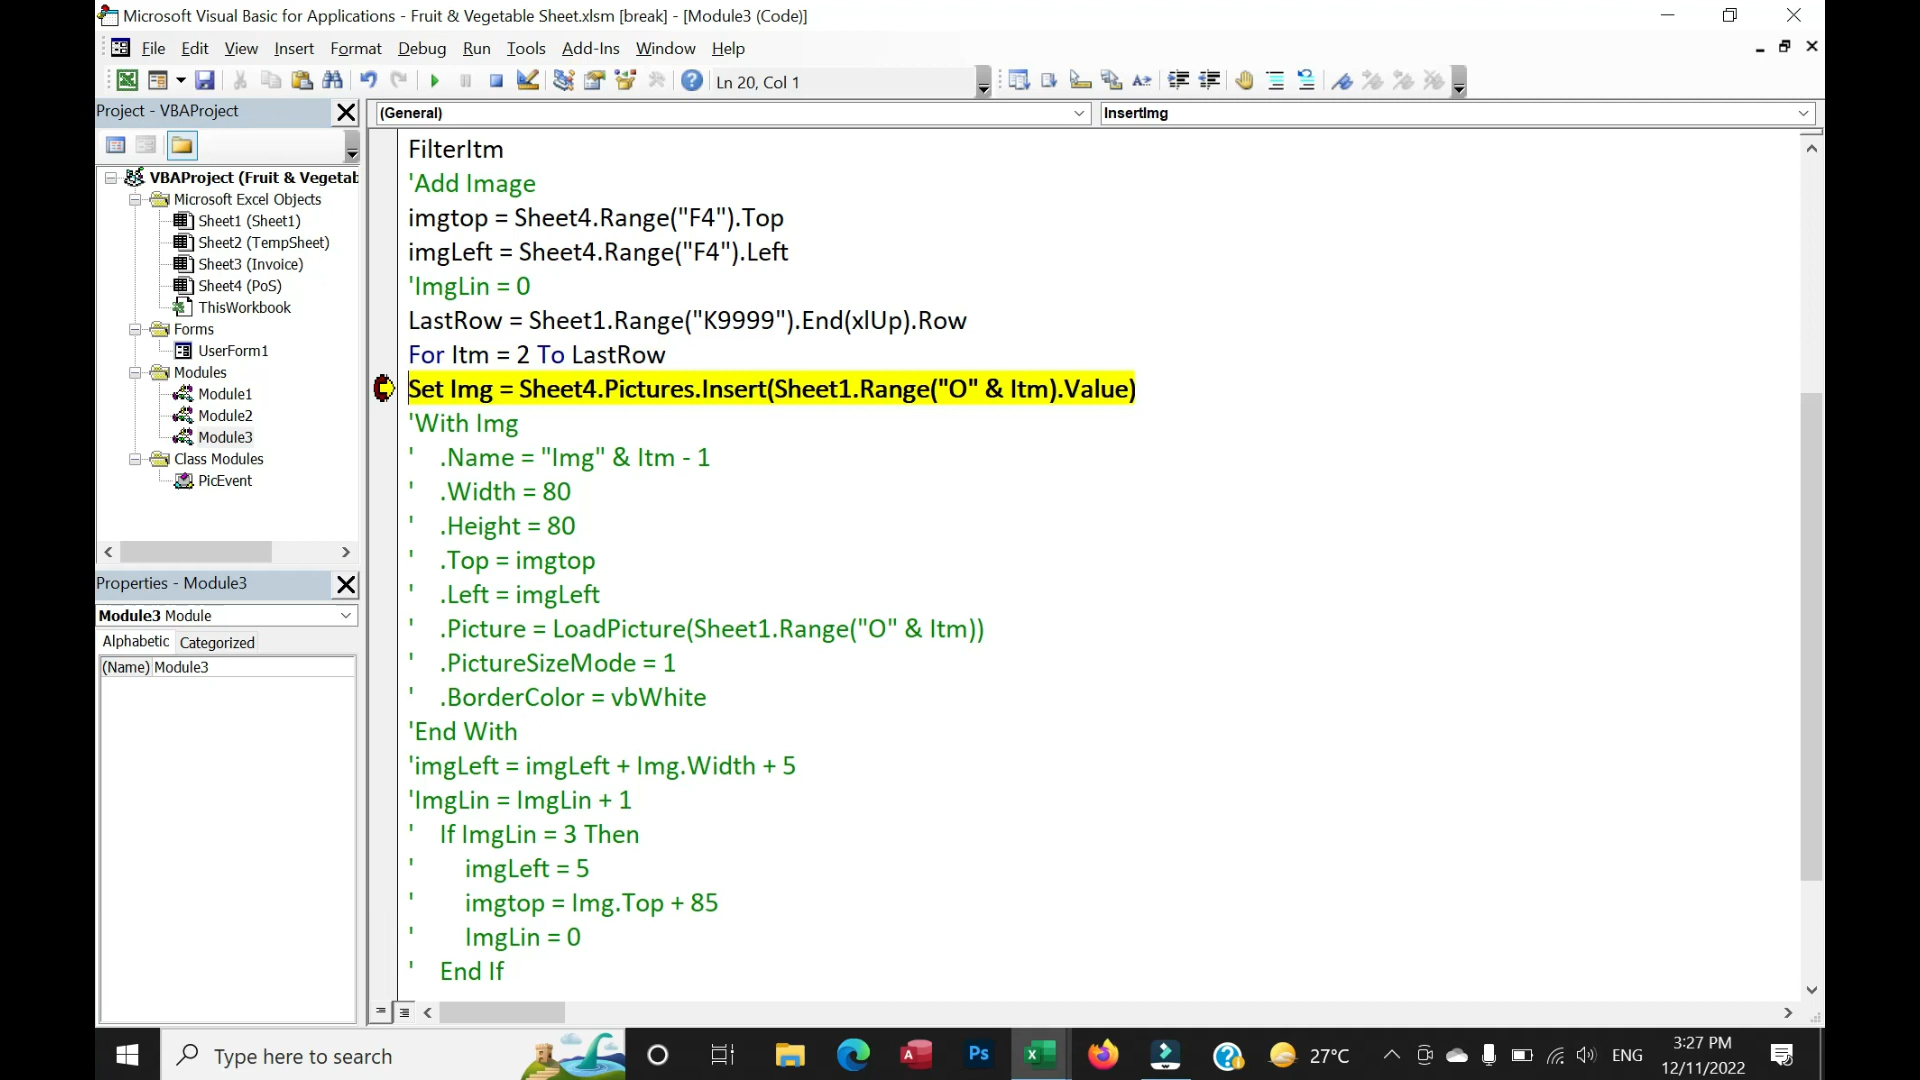 Microsoft Visual Basic for Applications - Fruit & Vegetable Sheet.xlsm [break] - [Module3 (Code)]
File Edit View Insert Format Debug Run Tools Add-Ins Window Help
Ln 20, Col 1
Project - VBAProject
VBAProject (Fruit & Vegetab
Microsoft Excel Objects
Sheet1 (Sheet1)
Sheet2 (TempSheet)
Sheet3 (Invoice)
Sheet4 (PoS)
ThisWorkbook
Forms
UserForm1
Modules
Module1
Module2
Module3
Class Modules
PicEvent
Properties - Module3
Module3 Module
Alphabetic Categorized
(Name) Module3
(General) InsertImg
FilterItm
'Add Image
imgtop = Sheet4.Range("F4").Top
imgLeft = Sheet4.Range("F4").Left
'ImgLin = 0
LastRow = Sheet1.Range("K9999").End(xlUp).Row
For Itm = 2 To LastRow
Set Img = Sheet4.Pictures.Insert(Sheet1.Range("O" & Itm).Value)
'With Img
' .Name = "Img" & Itm - 1
' .Width = 80
' .Height = 80
' .Top = imgtop
' .Left = imgLeft
' .Picture = LoadPicture(Sheet1.Range("O" & Itm))
' .PictureSizeMode = 1
' .BorderColor = vbWhite
'End With
'imgLeft = imgLeft + Img.Width + 5
'ImgLin = ImgLin + 1
' If ImgLin = 3 Then
' imgLeft = 5
' imgtop = Img.Top + 85
' ImgLin = 0
' End If
Type here to search
Ps
27°C
ENG
3:27 PM
12/11/2022